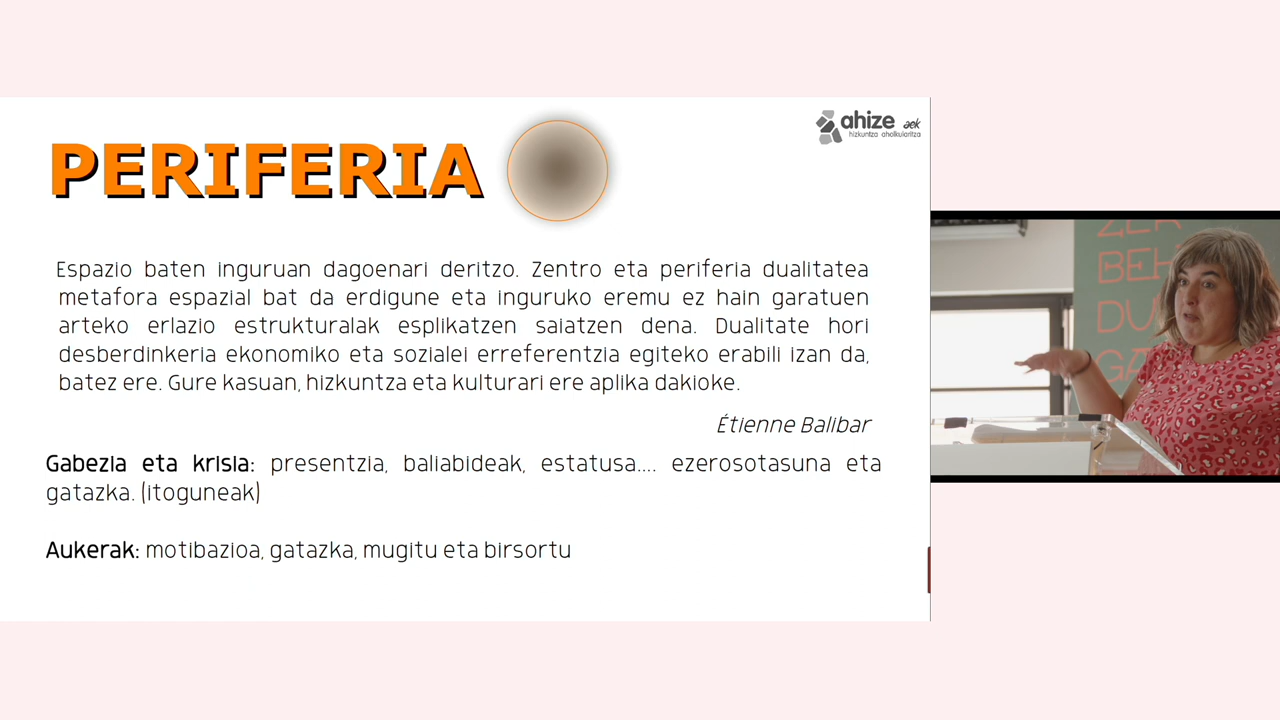 PERIFERIA
ahize aek
hizkuntza aholkularitza
Espazio baten inguruan dagoenari deritzo. Zentro eta periferia dualitatea
metafora espazial bat da erdigune eta inguruko eremu ez hain garatuen
arteko erlazio estrukturalak esplikatzen saiatzen dena. Dualitate hori
desberdinkeria ekonomiko eta sozialei erreferentzia egiteko erabili izan da,
batez ere. Gure kasuan, hizkuntza eta kulturari ere aplika dakioke.
Étienne Balibar
Gabezia eta krisia: presentzia, baliabideak, estatusa.... ezerosotasuna eta
gatazka. (itoguneak)
Aukerak: motibazioa, gatazka, mugitu eta birsortu
BEH
DU